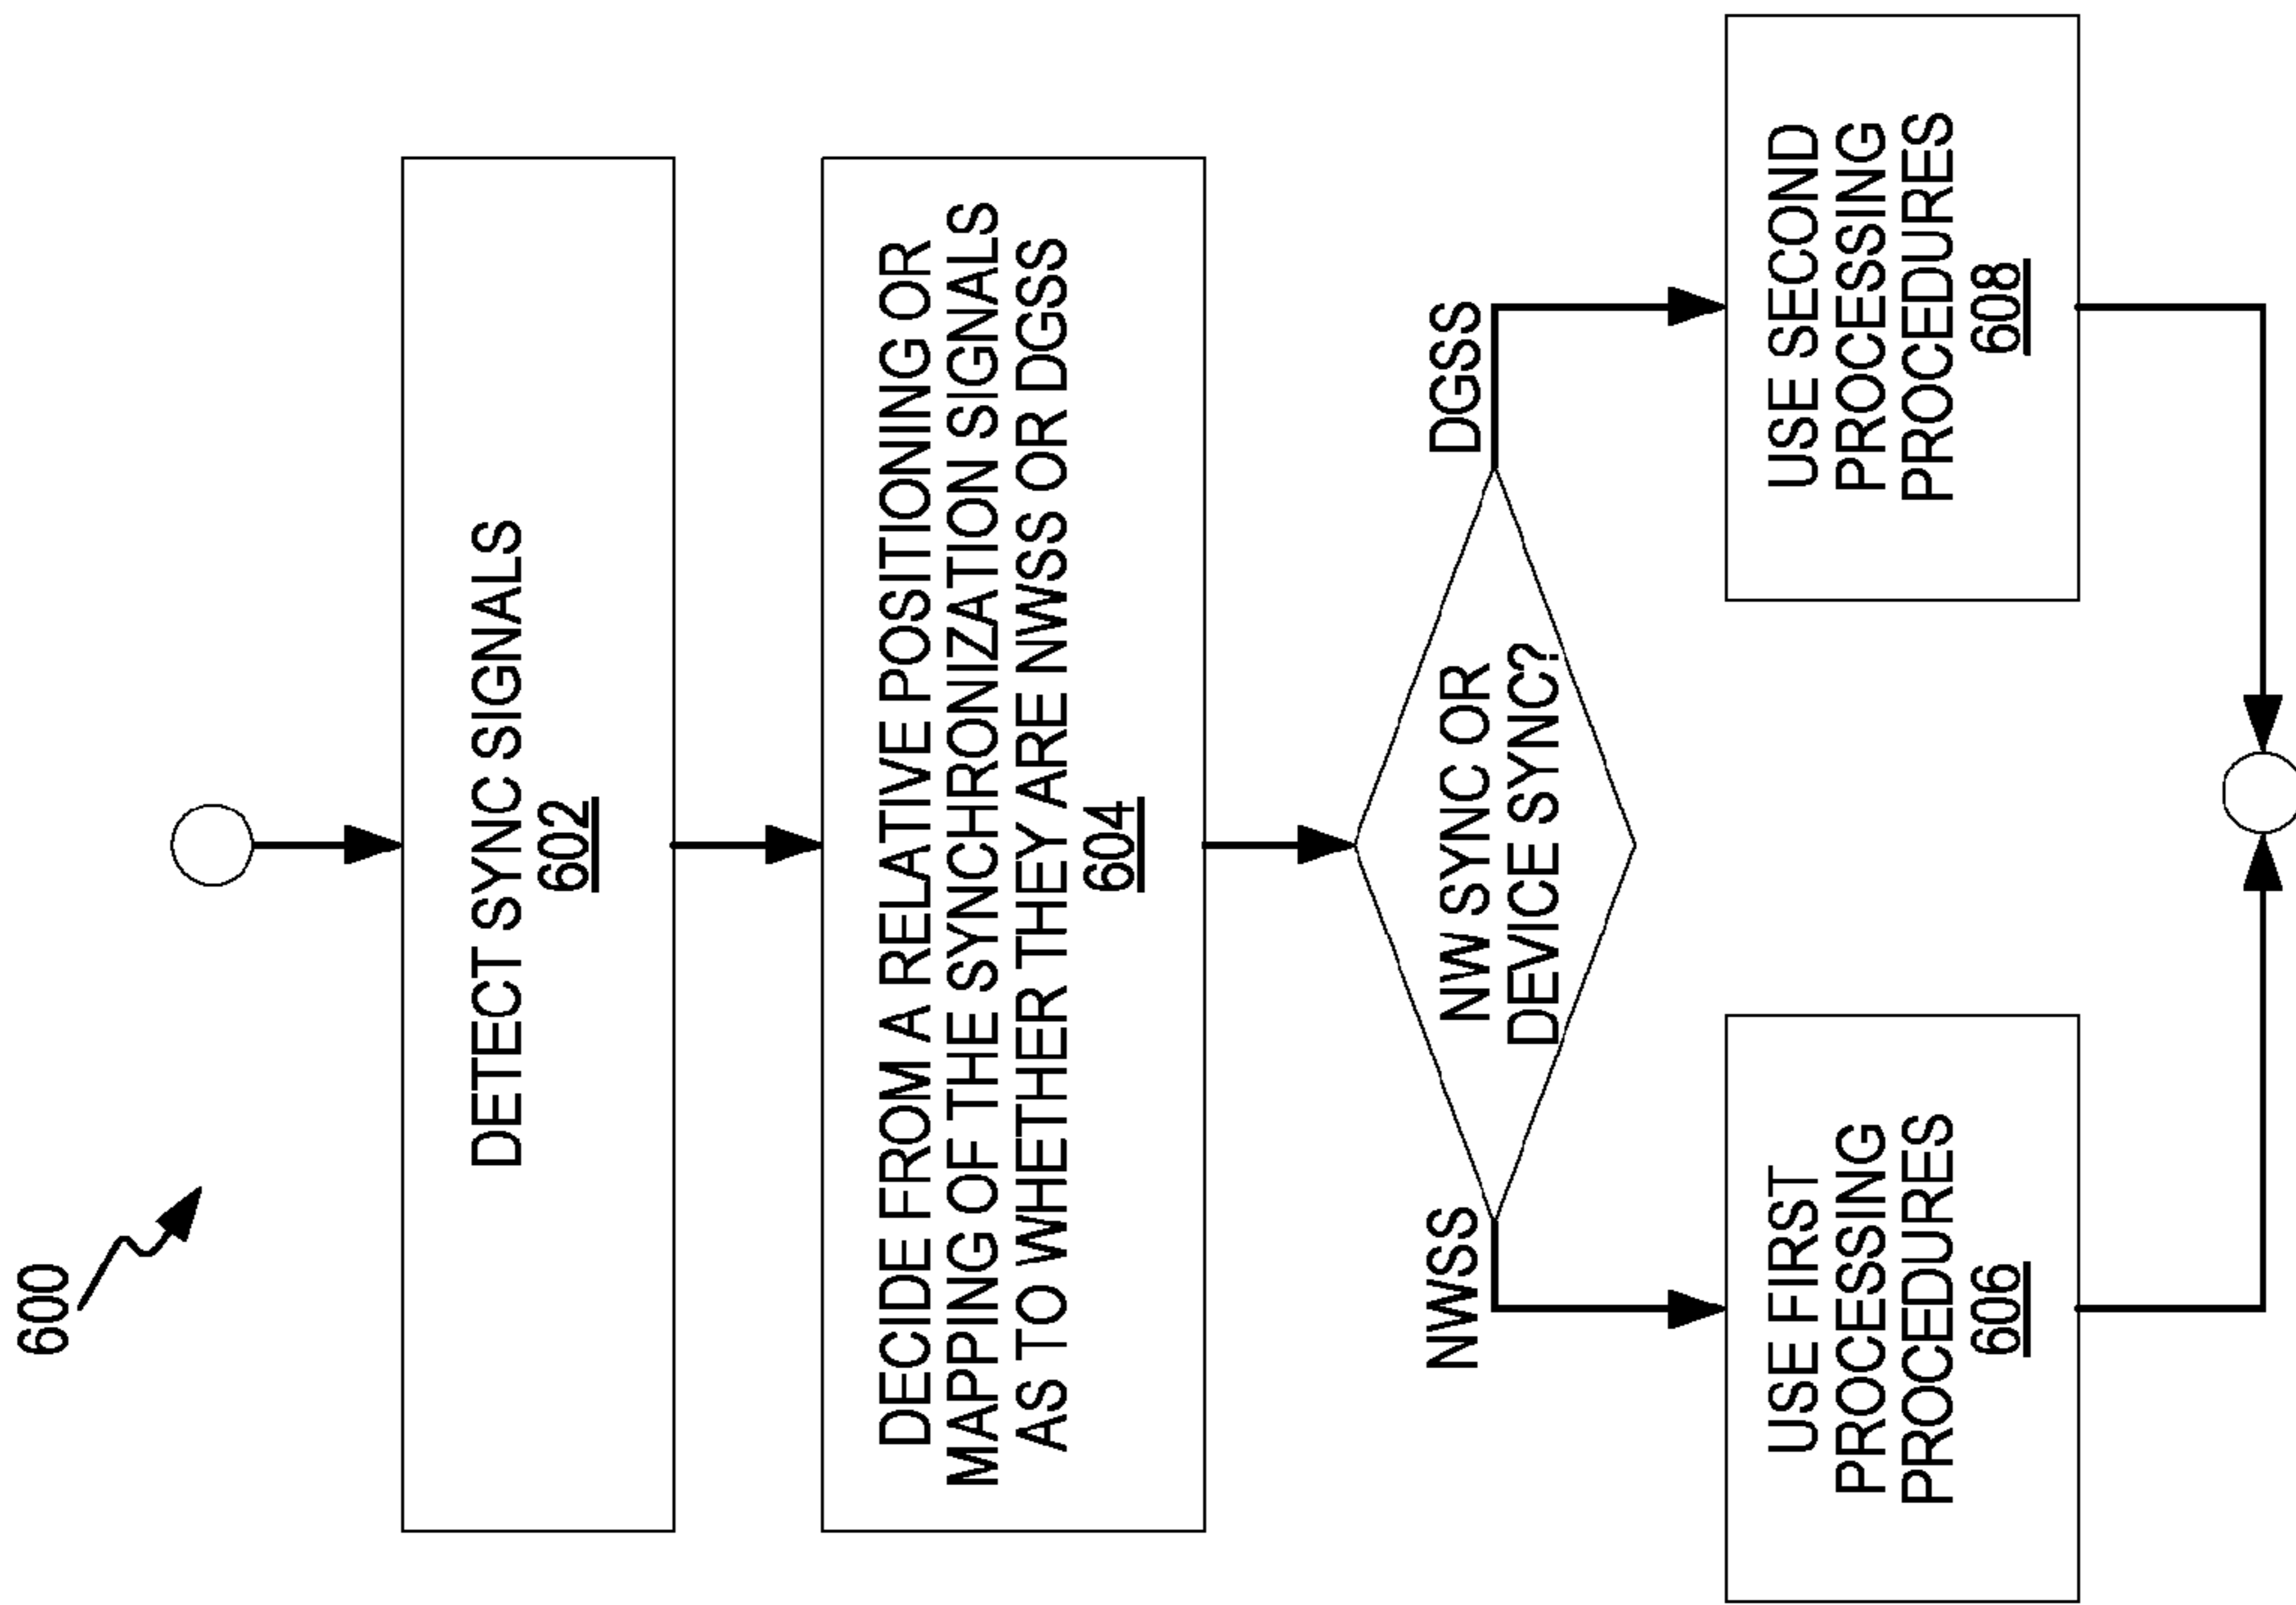 600
DETECT SYNC SIGNALS
602
DECIDE FROM A RELATIVE POSITIONING OR
MAPPING OF THE SYNCHRONIZATION SIGNALS
AS TO WHETHER THEY ARE NWSS OR DGSS
604
NWSS
NW SYNC OR
DEVICE SYNC?
DGSS
USE FIRST
PROCESSING
PROCEDURES
606
USE SECOND
PROCESSING
PROCEDURES
608